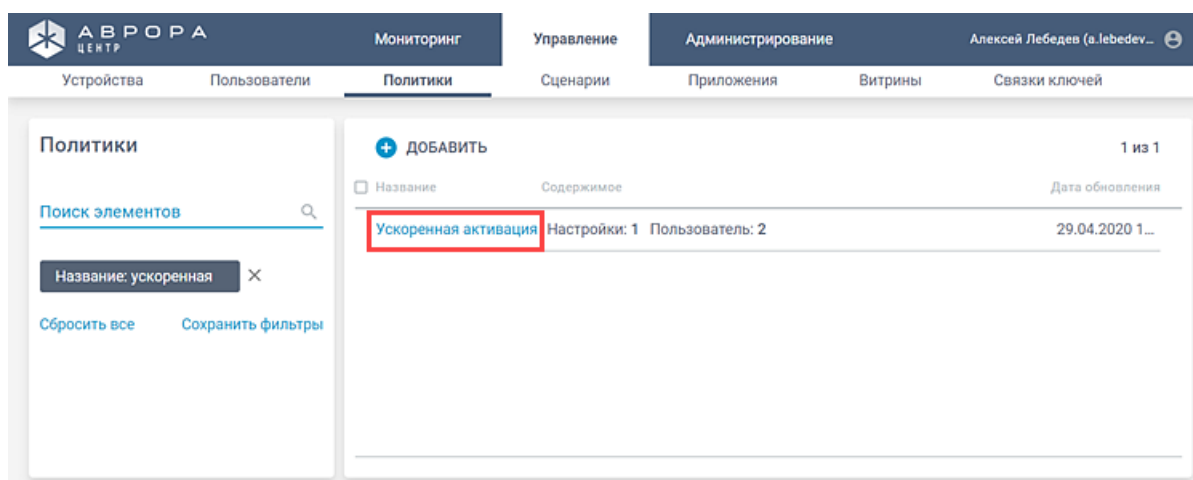 АВРОРА
ЦЕНТР
Мониторинг Управление Администрирование Алексей Лебедев (a.lebedev...
Устройства Пользователи Политики Сценарии Приложения Витрины Связки ключей
Политики
Поиск элементов
Название: ускоренная
Сбросить все Сохранить фильтры
ДОБАВИТЬ 1 из 1
Название Содержимое Дата обновления
Ускоренная активация Настройки: 1 Пользователь: 2 29.04.2020 1...